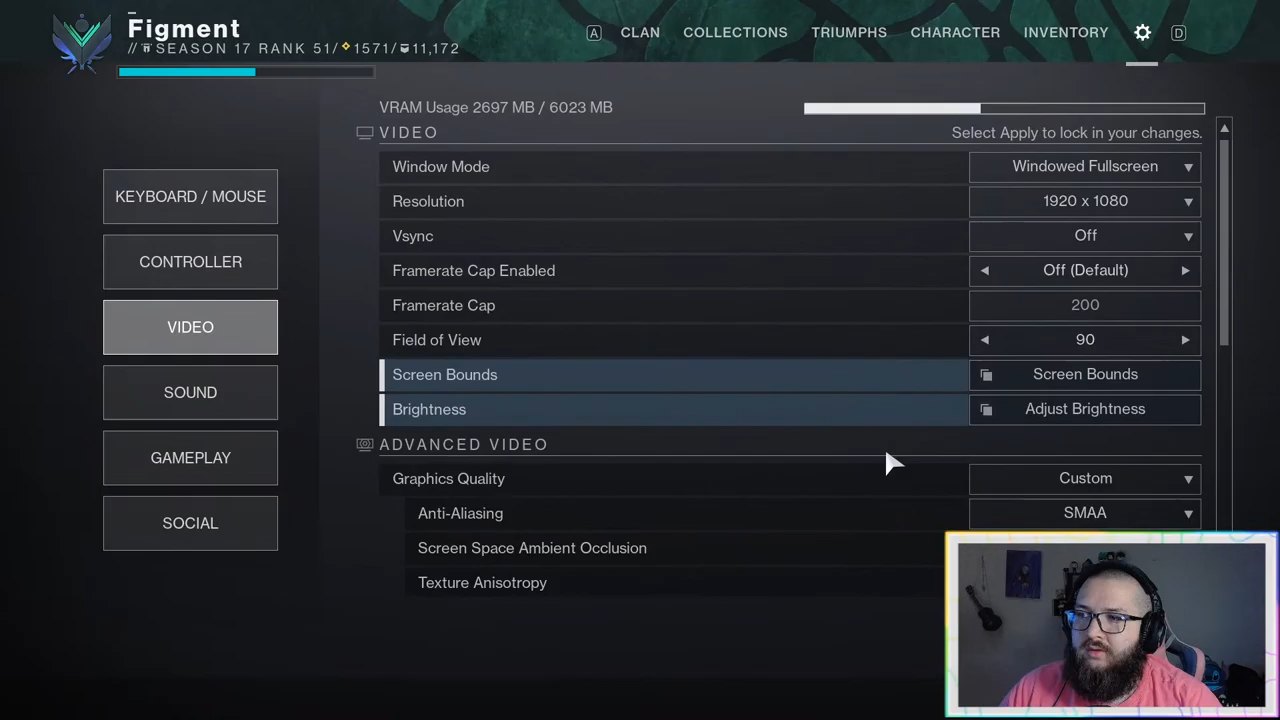 Figment
// SEASON 17 RANK 51/ 1571/ 11,172
A CLAN COLLECTIONS TRIUMPHS CHARACTER INVENTORY D
VRAM Usage 2697 MB / 6023 MB
VIDEO Select Apply to lock in your changes.
Window Mode Windowed Fullscreen
Resolution 1920 x 1080
Vsync Off
Framerate Cap Enabled Off (Default)
Framerate Cap 200
Field of View 90
Screen Bounds Screen Bounds
Brightness Adjust Brightness
ADVANCED VIDEO
Graphics Quality Custom
Anti-Aliasing SMAA
Screen Space Ambient Occlusion
Texture Anisotropy
KEYBOARD / MOUSE
CONTROLLER
VIDEO
SOUND
GAMEPLAY
SOCIAL